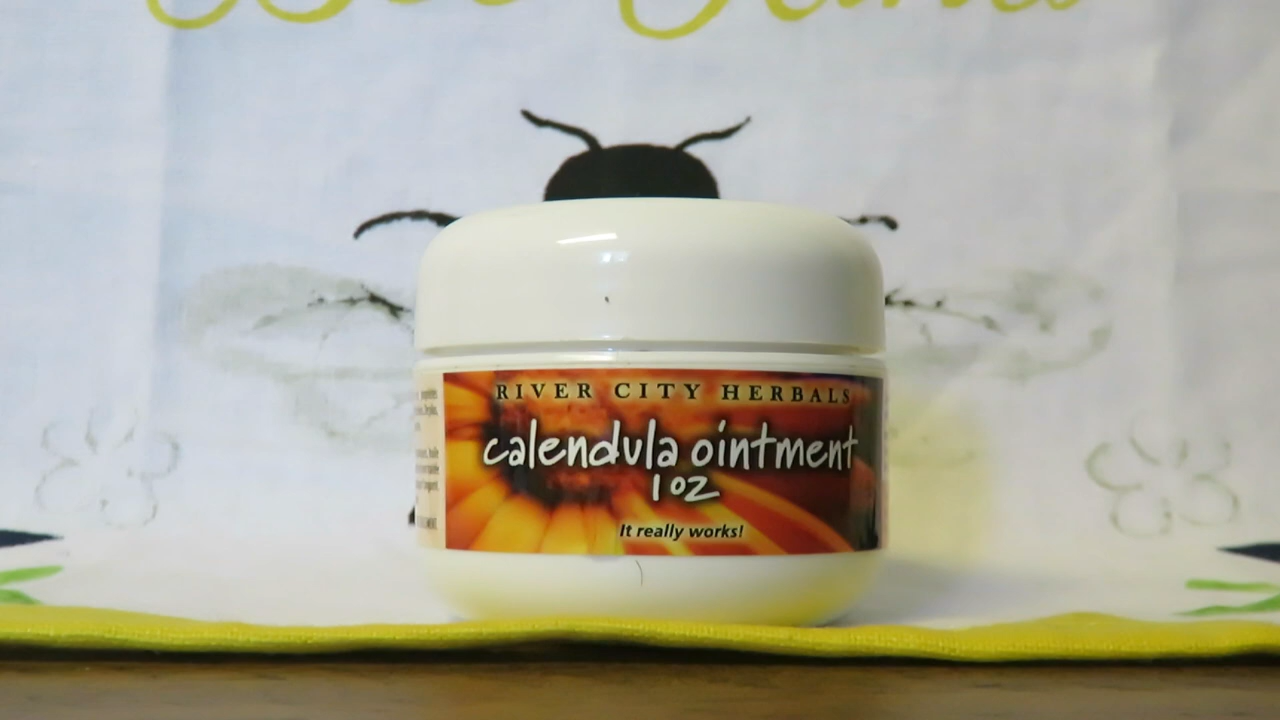 RIVER CITY HERBALS
calendula ointment
1 oz
It really works!